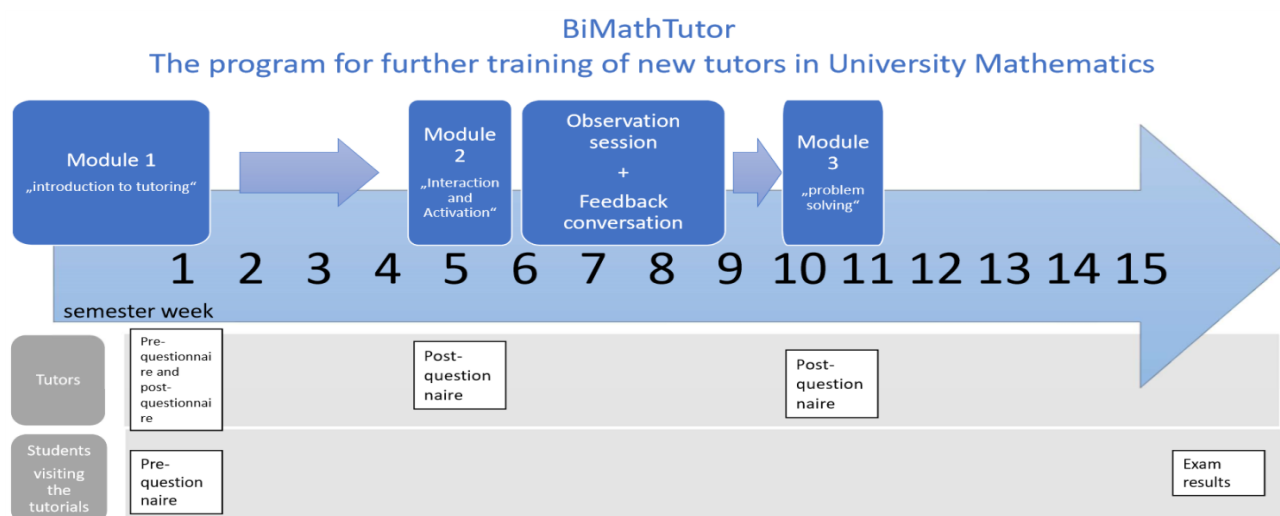 BiMathTutor
The program for further training of new tutors in University Mathematics
Module 1
„introduction to tutoring“
Module
2
„Interaction
and
Activation“
Observation
session
+
Feedback
conversation
Module
3
„problem
solving“
1 2 3 4 5 6 7 8 9 10 11 12 13 14 15
semester week
Tutors
Pre-
questionnai
re and
post-
questionnai
re
Post-
question
naire
Post-
question
naire
Students
visiting
the
tutorials
Pre-
question
naire
Exam
results